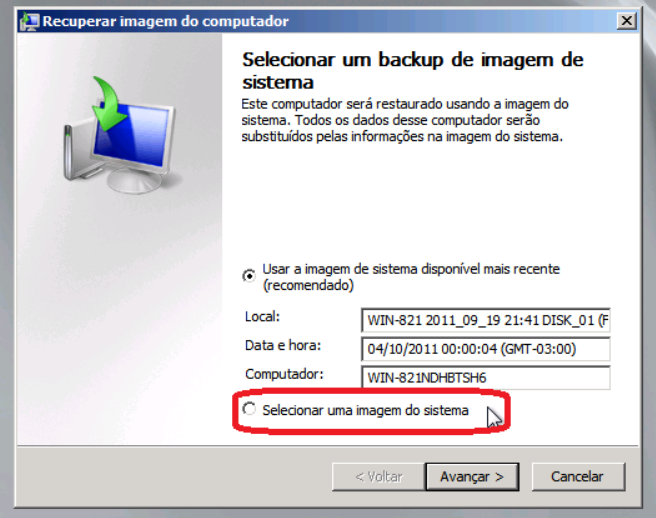 Recuperar imagem do computador
Selecionar um backup de imagem de
sistema
Este computador será restaurado usando a imagem do
sistema. Todos os dados desse computador serão
substituídos pelas informações na imagem do sistema.
Usar a imagem de sistema disponível mais recente
(recomendado)
Local: WIN-821 2011_09_19 21:41 DISK_01 (F
Data e hora: 04/10/2011 00:00:04 (GMT-03:00)
Computador: WIN-821NDHBTSH6
Selecionar uma imagem do sistema
< Voltar Avançar > Cancelar